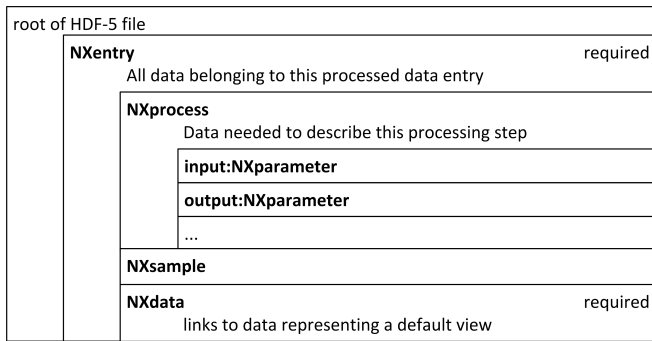 root of HDF-5 file
NXentry required
All data belonging to this processed data entry
NXprocess
Data needed to describe this processing step
input:NXparameter
output:NXparameter
...
NXsample
NXdata required
links to data representing a default view